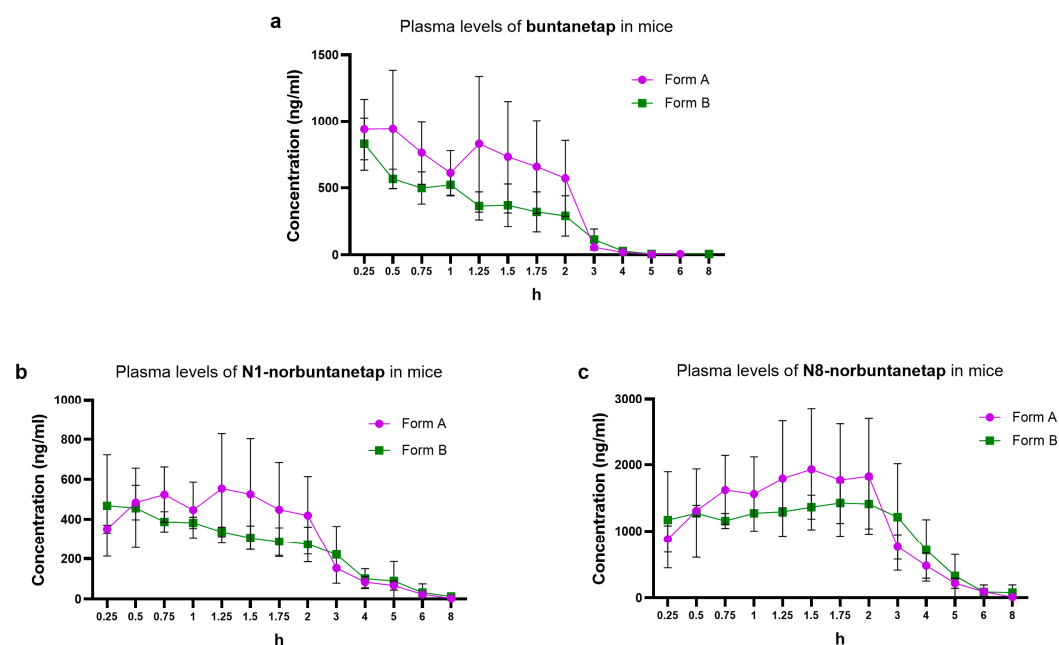 a
Plasma levels of buntanetap in mice
1500
1000
500
0
Concentration (ng/ml)
Form A
Form B
0.25 0.5 0.75 1 1.25 1.5 1.75 2 3 4 5 6 8
h
b
Plasma levels of N1-norbuntanetap in mice
1000
800
600
400
200
0
Concentration (ng/ml)
Form A
Form B
0.25 0.5 0.75 1 1.25 1.5 1.75 2 3 4 5 6 8
h
c
Plasma levels of N8-norbuntanetap in mice
3000
2000
1000
0
Concentration (ng/ml)
Form A
Form B
0.25 0.5 0.75 1 1.25 1.5 1.75 2 3 4 5 6 8
h